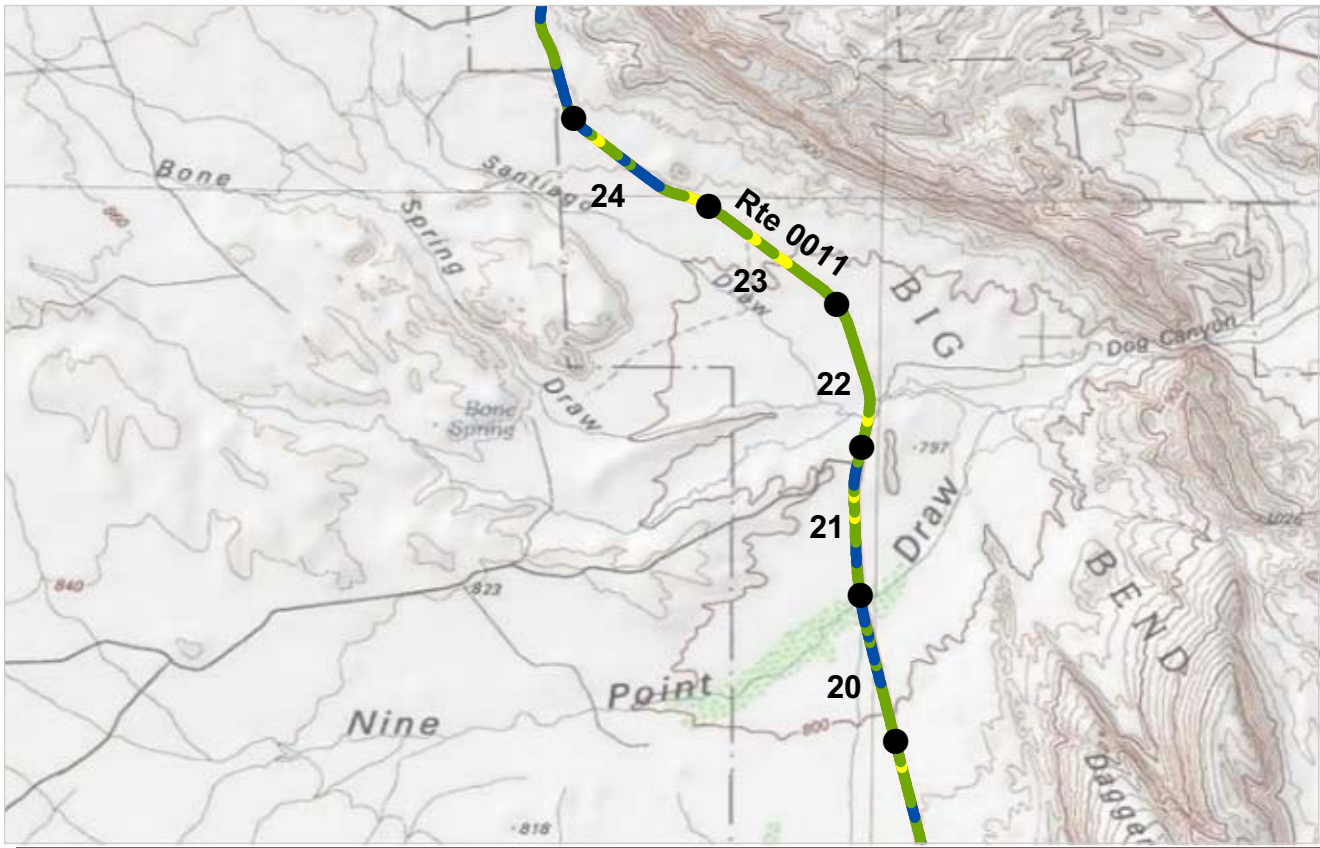 Bone
Santiago
24
Rte 0011
860
Spring
23
Draw
BIG
Dog Canyon
22
Draw
Bone
Spring
797
21
Draw
1026
840
823
BEND
20
Point
Nine
800
Dagger
818